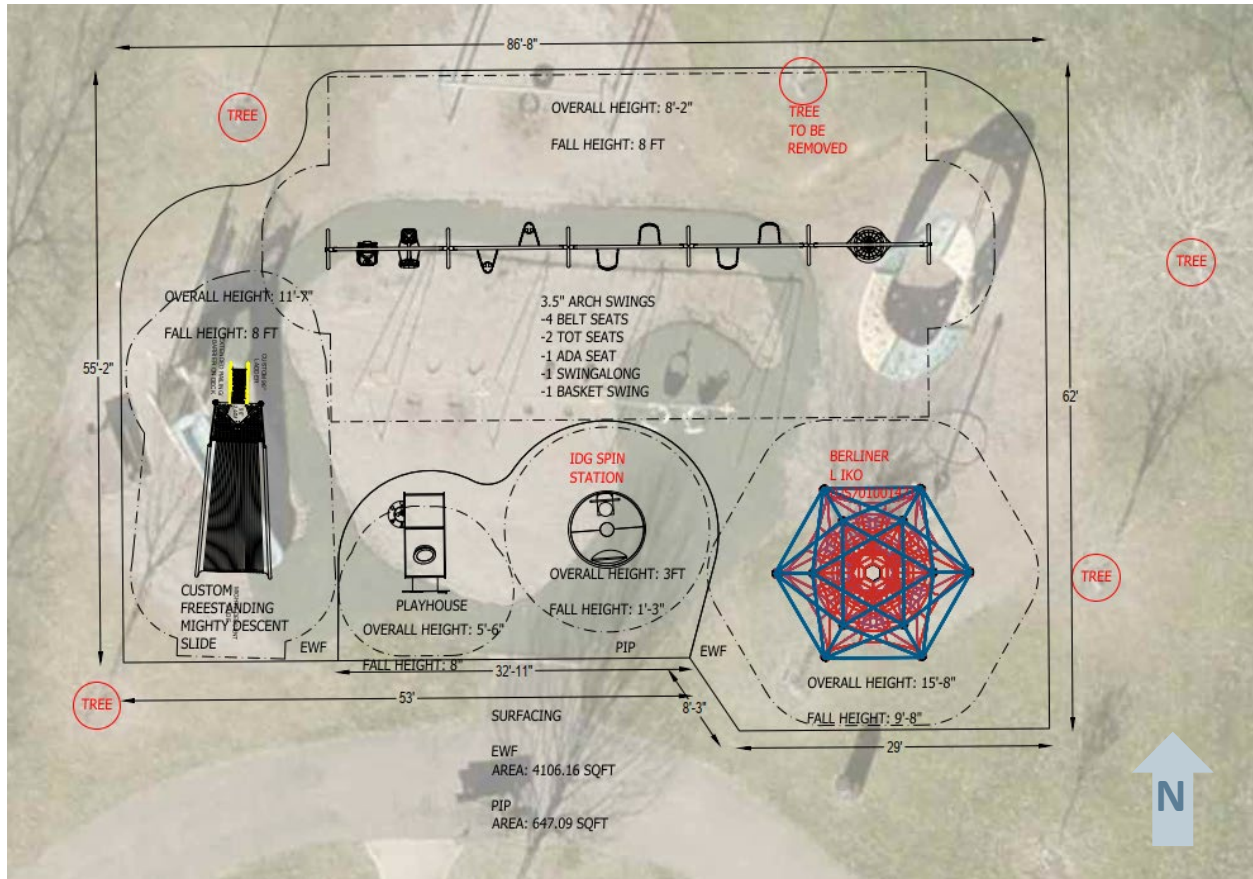 86'-8"
TREE
OVERALL HEIGHT: 8'-2"
FALL HEIGHT: 8 FT
TREE
TO BE
REMOVED
TREE
OVERALL HEIGHT: 11'-X"
FALL HEIGHT: 8 FT
3.5" ARCH SWINGS
-4 BELT SEATS
-2 TOT SEATS
-1 ADA SEAT
-1 SWINGALONG
-1 BASKET SWING
55'-2"
62'
IDG SPIN
STATION
BERLINER
L IKO
TREE
OVERALL HEIGHT: 3FT
FALL HEIGHT: 1'-3"
CUSTOM
FREESTANDING
MIGHTY DESCENT
SLIDE
PLAYHOUSE
OVERALL HEIGHT: 5'-6"
FALL HEIGHT: 8"
EWF
PIP
EWF
32'-11"
OVERALL HEIGHT: 15'-8"
FALL HEIGHT: 9'-8"
TREE
53'
8'-3"
29'
SURFACING
EWF
AREA: 4106.16 SQFT
PIP
AREA: 647.09 SQFT
N